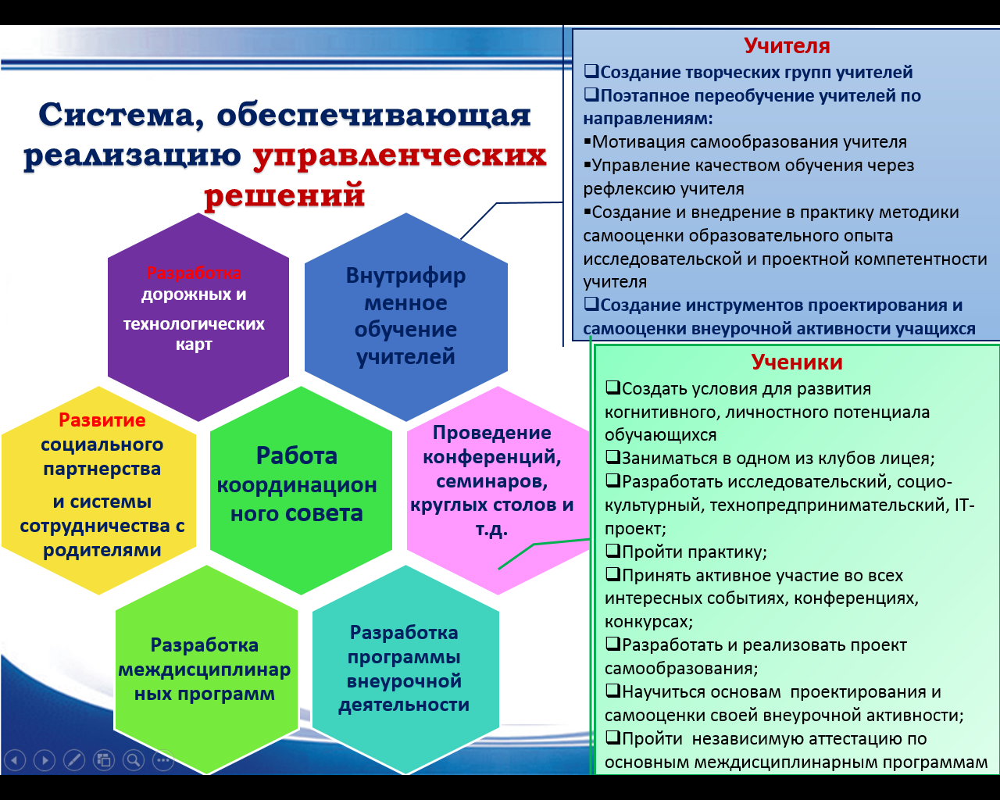 Система, обеспечивающая
реализацию управленческих
решений
Разработка
дорожных и
технологических
карт
Внутрифир
менное
обучение
учителей
Развитие
социального
партнерства
и системы
сотрудничества с
родителями
Работа
координацион
ного совета
Проведение
конференций,
семинаров,
круглых столов и
т.д.
Разработка
междисциплинар
ных программ
Разработка
программы
внеурочной
деятельности
Учителя
❑Создание творческих групп учителей
❑Поэтапное переобучение учителей по
направлениям:
▪Мотивация самообразования учителя
▪Управление качеством обучения через
рефлексию учителя
▪Создание и внедрение в практику методики
самооценки образовательного опыта
исследовательской и проектной компетентности
учителя
❑Создание инструментов проектирования и
самооценки внеурочной активности учащихся
Ученики
❑Создать условия для развития
когнитивного, личностного потенциала
обучающихся
❑Заниматься в одном из клубов лицея;
❑Разработать исследовательский, социо-
культурный, технопредпринимательский, IT-
проект;
❑Пройти практику;
❑Принять активное участие во всех
интересных событиях, конференциях,
конкурсах;
❑Разработать и реализовать проект
самообразования;
❑Научиться основам проектирования и
самооценки своей внеурочной активности;
❑Пройти независимую аттестацию по
основным междисциплинарным программам